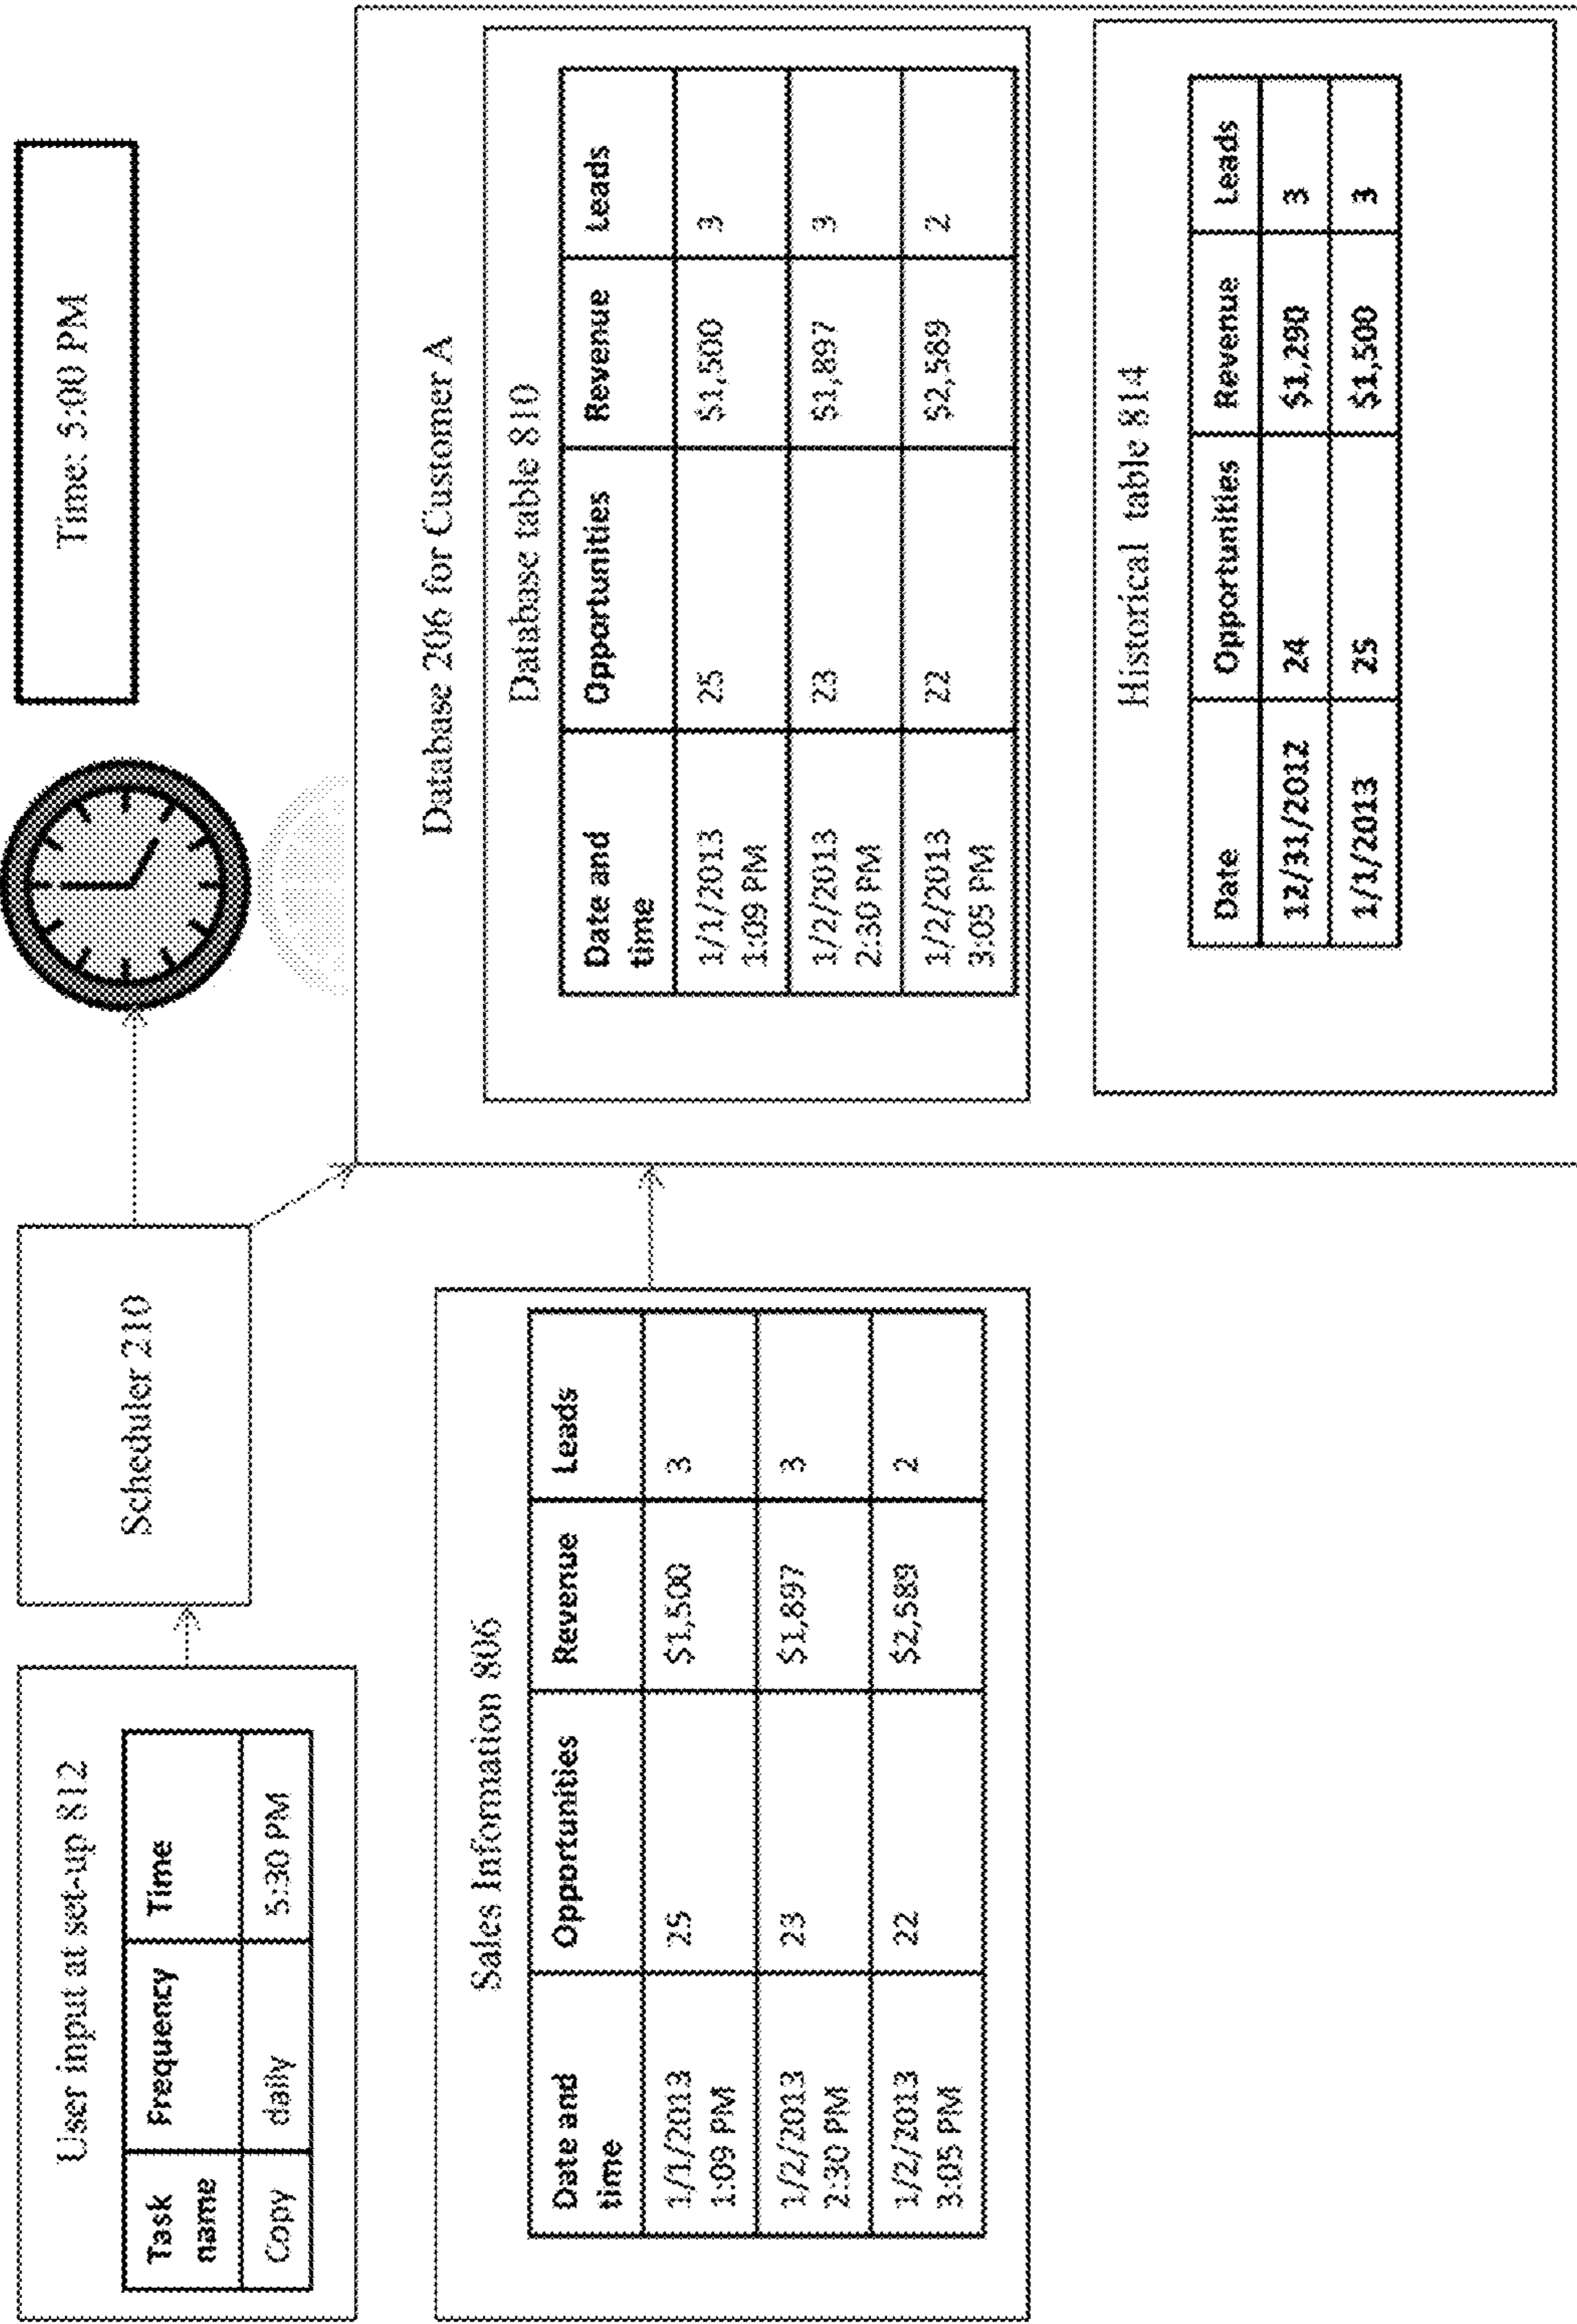 User input at set-up 812
Task name Frequency Time
Copy daily 5:30 PM
Scheduler 210
Time: 5:00 PM
Sales Information 806
Date and time Opportunities Revenue Leads
1/1/2013 1:09 PM 25 $1,500 3
1/2/2013 2:30 PM 23 $1,897 3
1/2/2013 3:05 PM 22 $2,589 2
Database 206 for Customer A
Database table 810
Date and time Opportunities Revenue Leads
1/1/2013 1:09 PM 25 $1,500 3
1/2/2013 2:30 PM 23 $1,897 3
1/2/2013 3:05 PM 22 $2,589 2
Historical table 814
Date Opportunities Revenue Leads
12/31/2012 24 $1,290 3
1/1/2013 25 $1,500 3